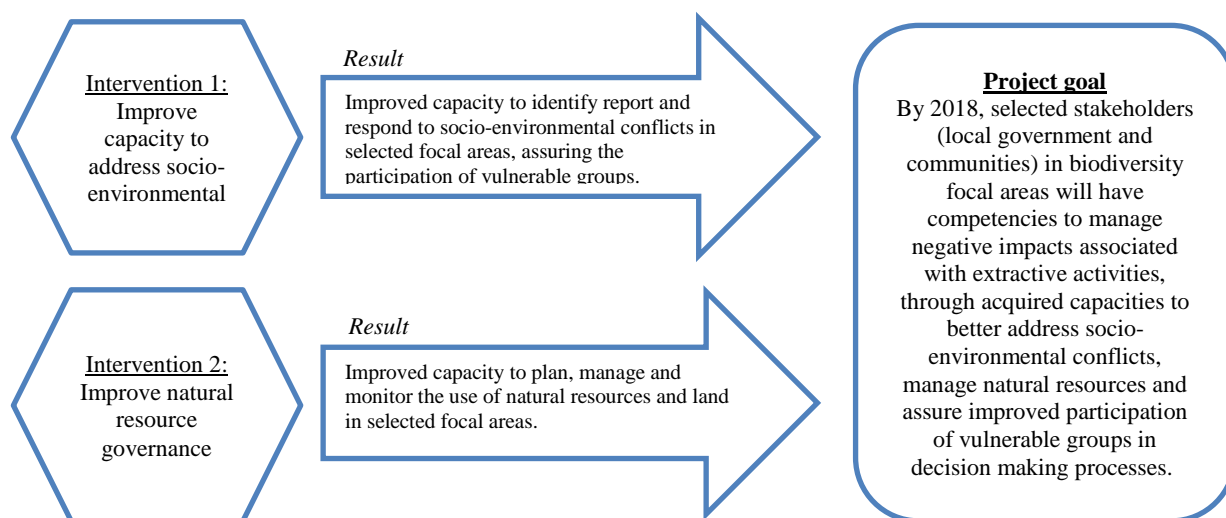 Intervention 1:
Improve
capacity to
address socio-
environmental
Result
Improved capacity to identify report and
respond to socio-environmental conflicts in
selected focal areas, assuring the
participation of vulnerable groups.
Intervention 2:
Improve natural
resource
governance
Result
Improved capacity to plan, manage and
monitor the use of natural resources and land
in selected focal areas.
Project goal
By 2018, selected stakeholders
(local government and
communities) in biodiversity
focal areas will have
competencies to manage
negative impacts associated
with extractive activities,
through acquired capacities to
better address socio-
environmental conflicts,
manage natural resources and
assure improved participation
of vulnerable groups in
decision making processes.